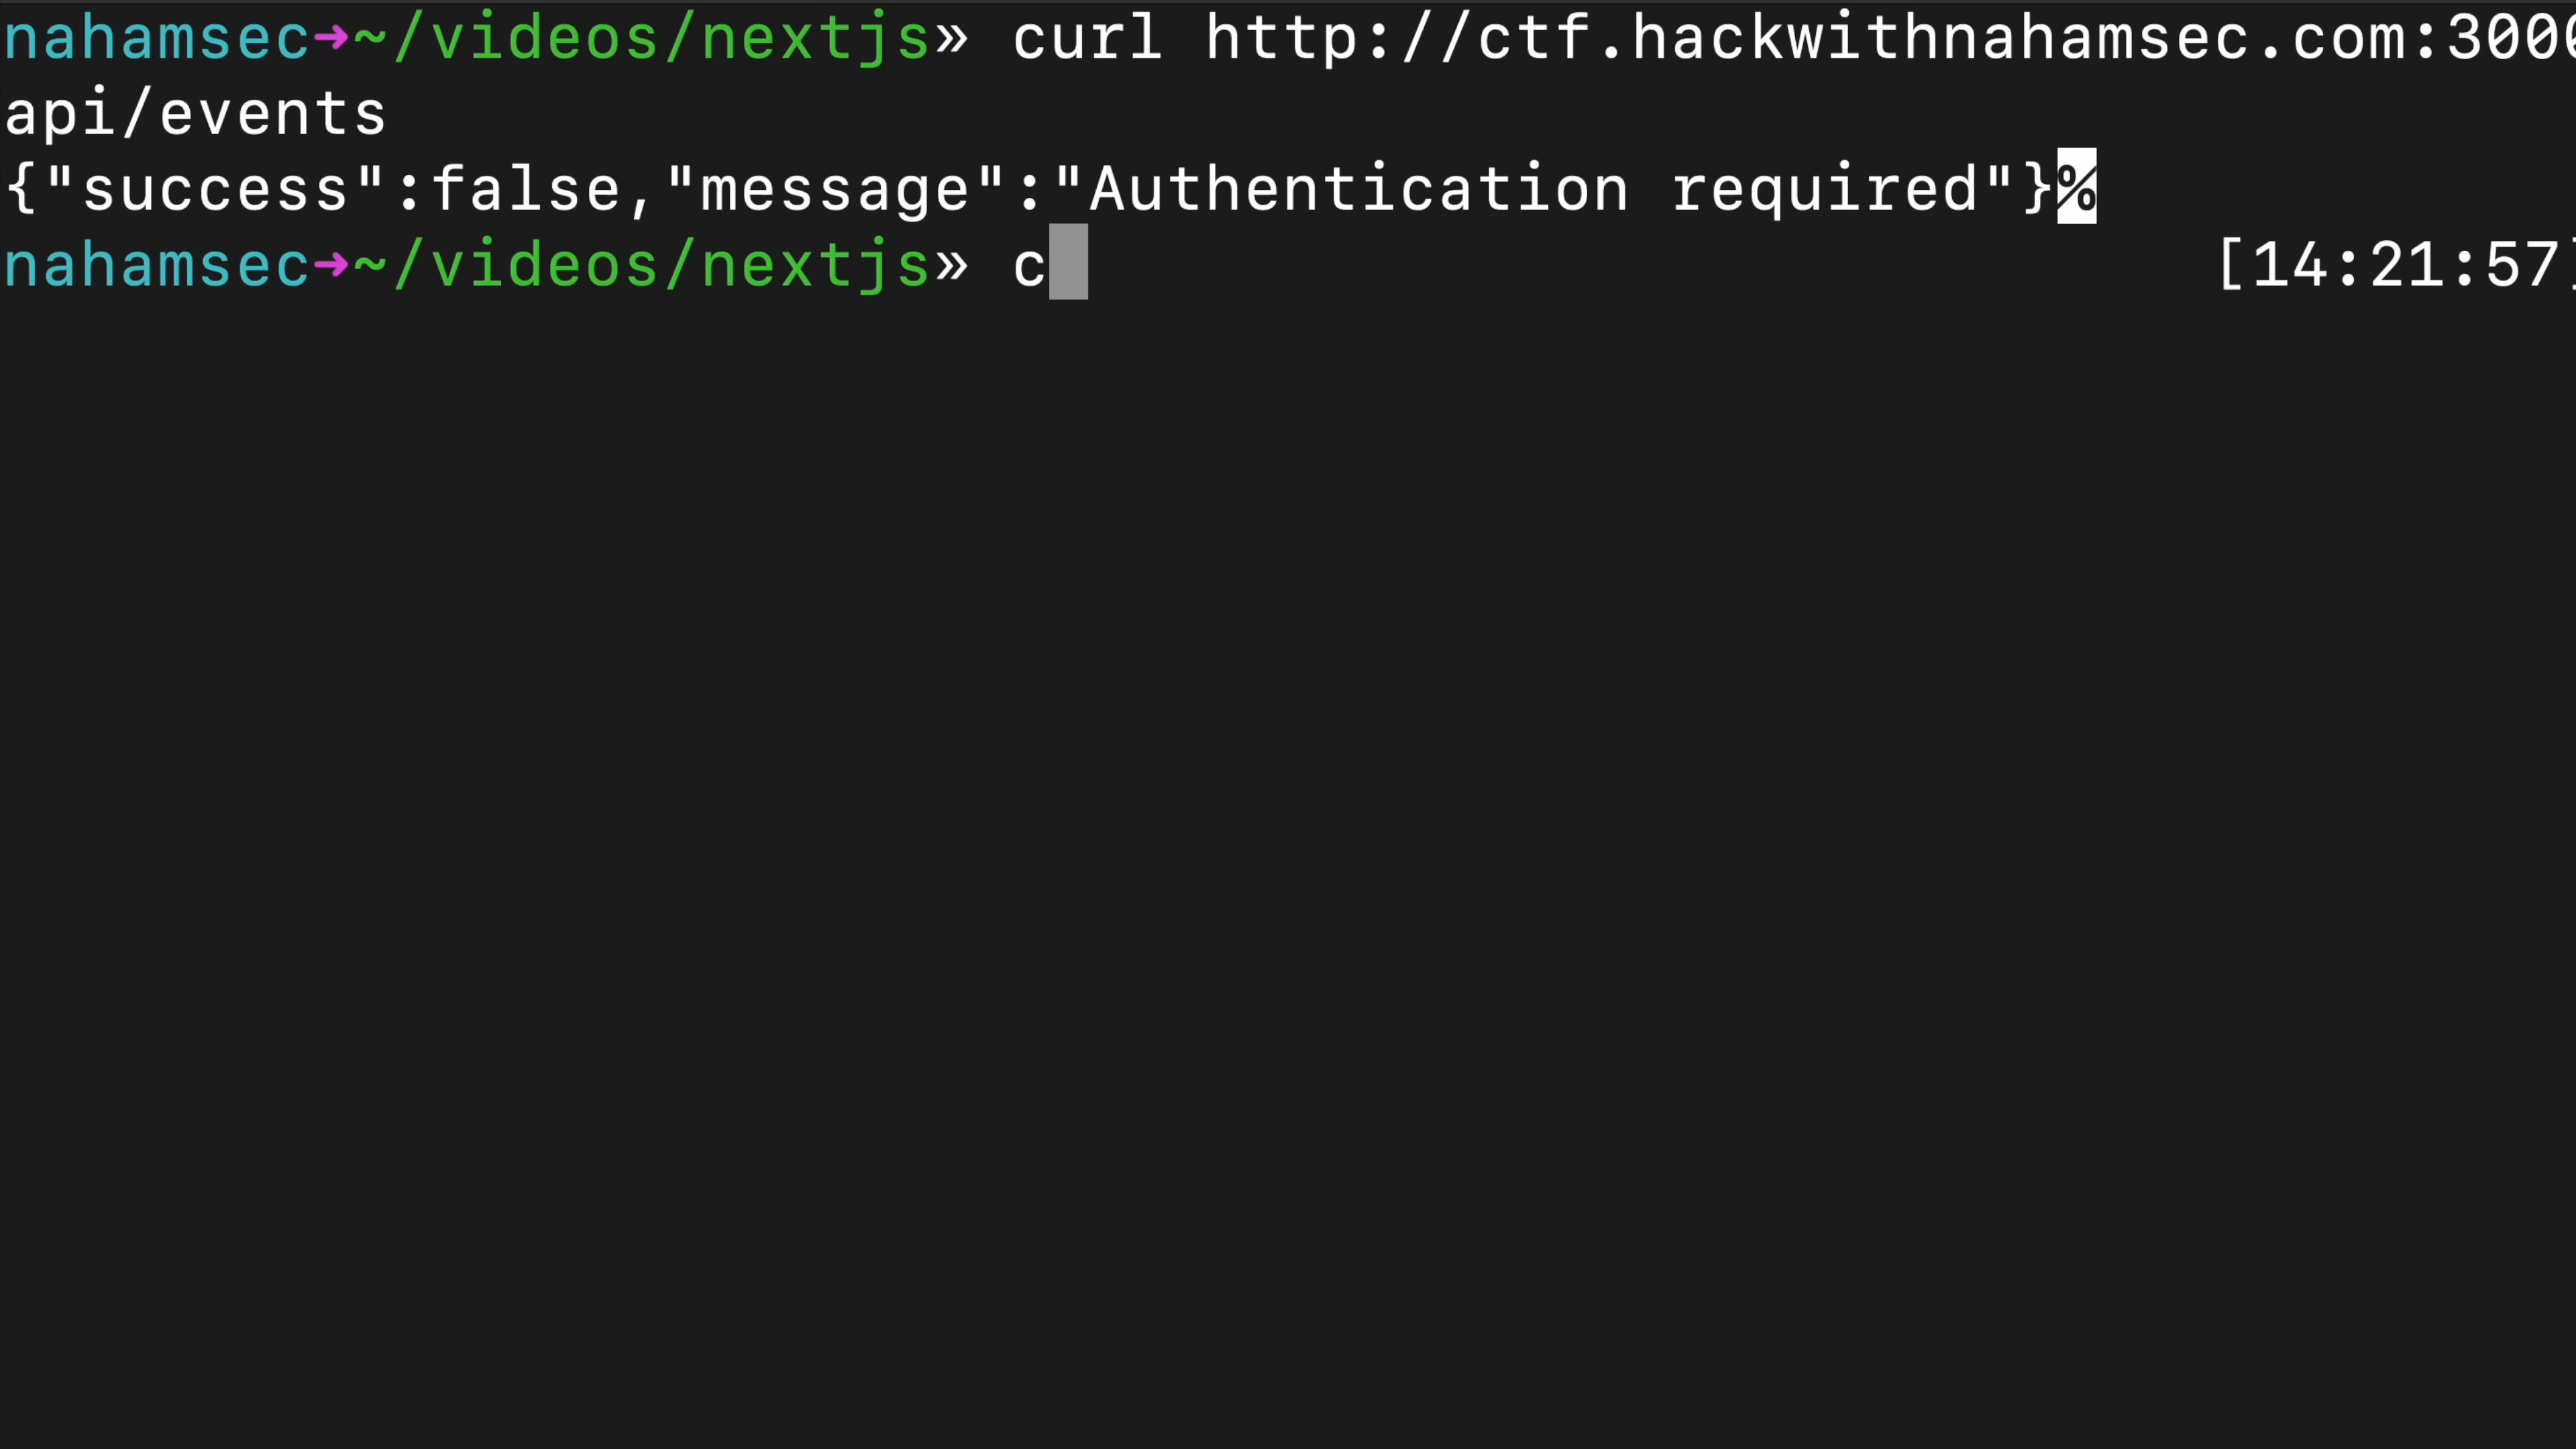 nahamsec→~/videos/nextjs» curl http://ctf.hackwithnahamsec.com:3000
api/events
{"success":false,"message":"Authentication required"}%
nahamsec→~/videos/nextjs» c [14:21:57]